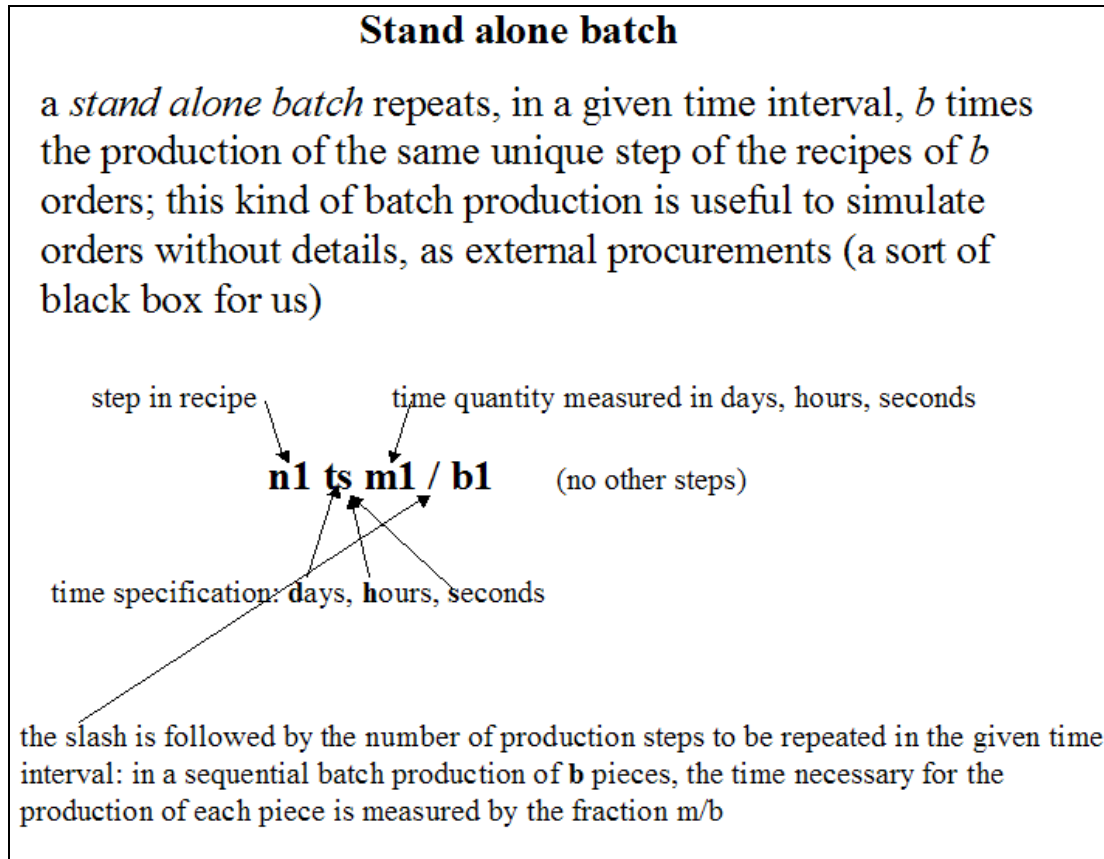 Stand alone batch
a stand alone batch repeats, in a given time interval, b times
the production of the same unique step of the recipes of b
orders; this kind of batch production is useful to simulate
orders without details, as external procurements (a sort of
black box for us)
step in recipe
time quantity measured in days, hours, seconds
n1 ts m1 / b1 (no other steps)
time specification: days, hours, seconds
the slash is followed by the number of production steps to be repeated in the given time
interval: in a sequential batch production of b pieces, the time necessary for the
production of each piece is measured by the fraction m/b